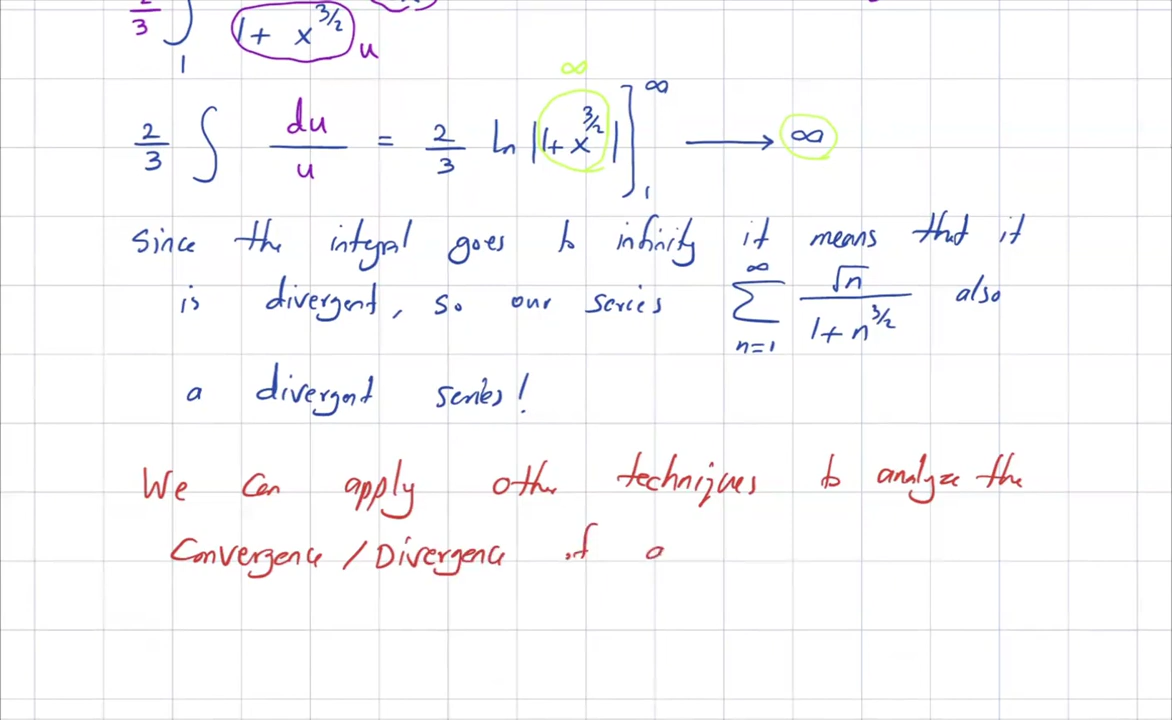 2/3 ∫ 1 1 + x^3/2 u
∞
2/3 ∫ du/u = 2/3 ln |1 + x^3/2| ]_1^∞ ⟶ ∞
Since the integral goes to infinity it means that it
is divergent, so our series ∑_{n=1}^∞ √n / 1 + n^3/2 also
a divergent series!
We can apply other techniques to analyze the
Convergence / Divergence of a